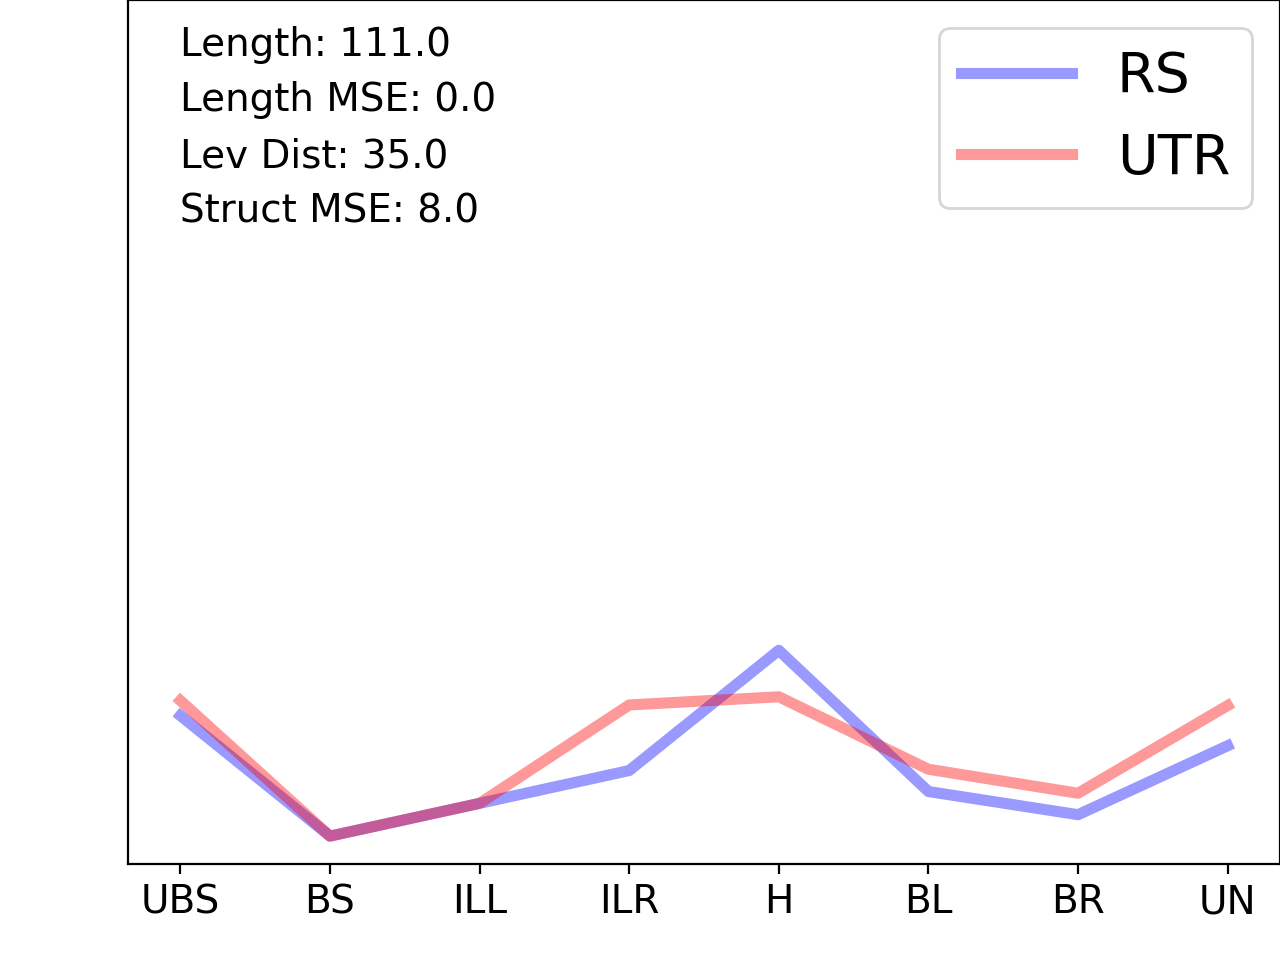 Length: 111.0
Length MSE: 0.0
Lev Dist: 35.0
Struct MSE: 8.0
RS
UTR
UBS BS ILL ILR H BL BR UN